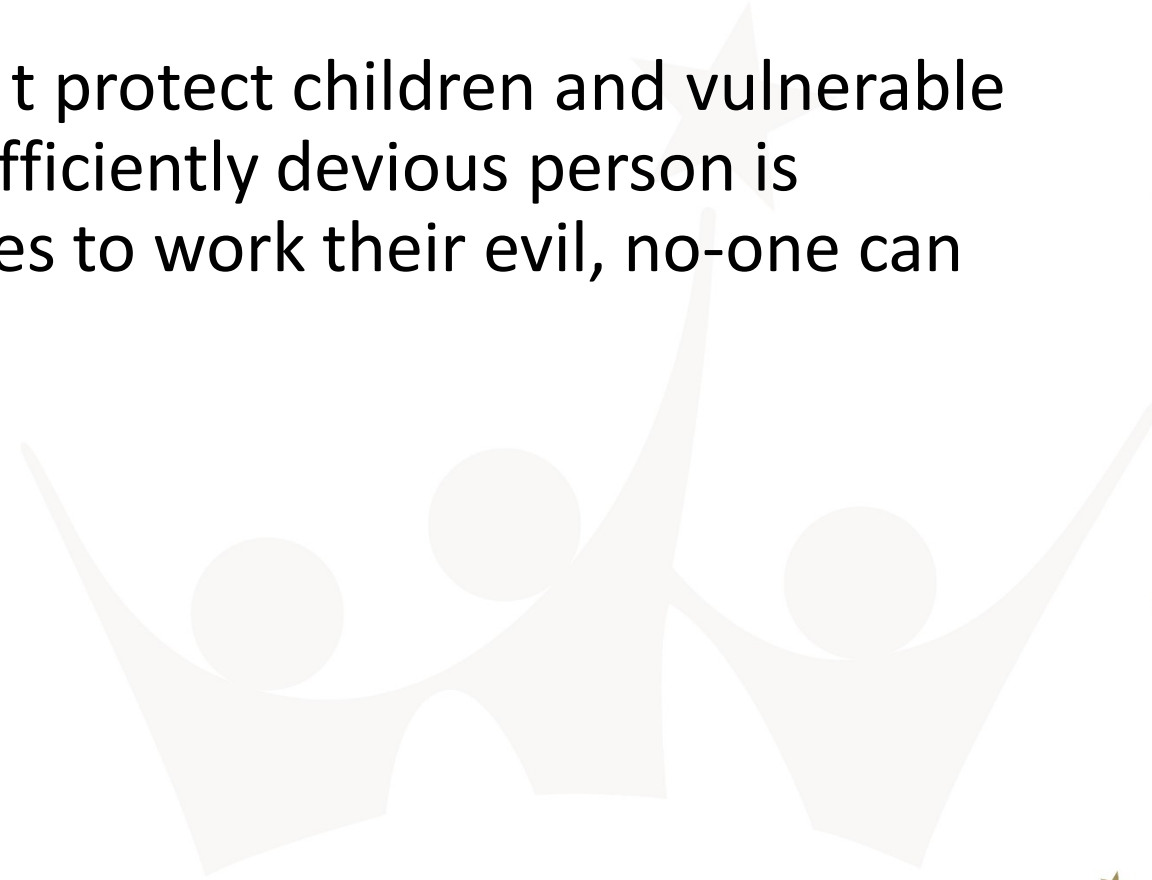 t protect children and vulnerable
fficiently devious person is
es to work their evil, no-one can